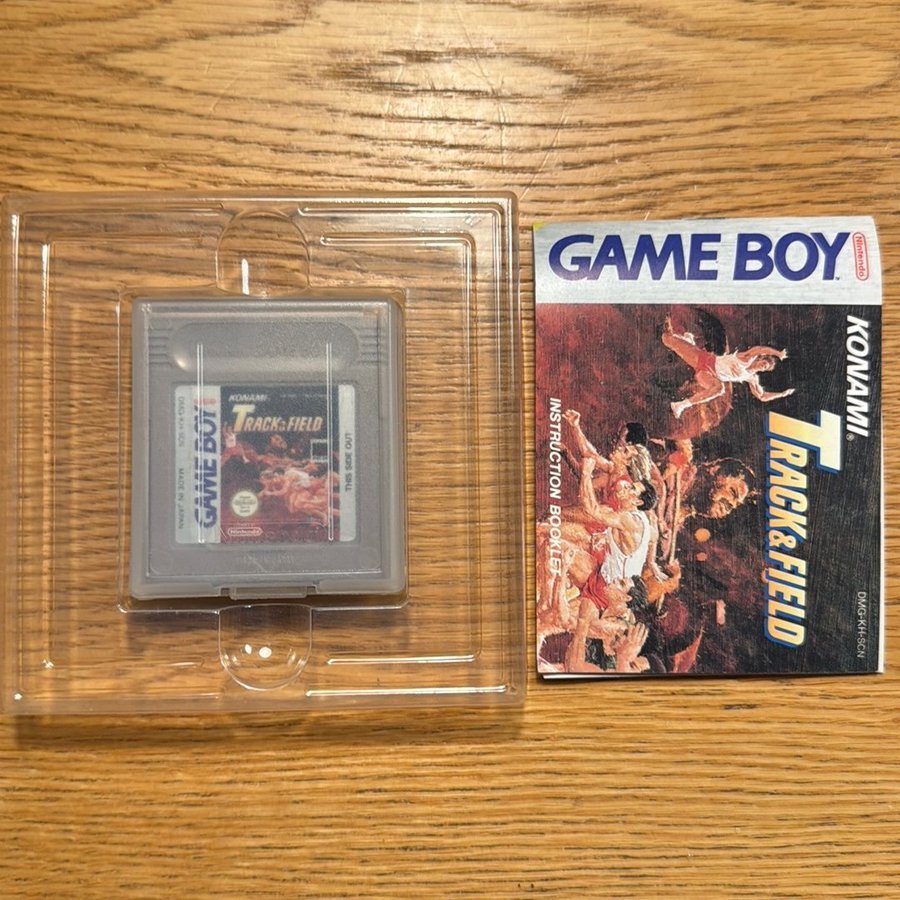 GAME BOY
Nintendo
KONAMI®
TRACK & FIELD
INSTRUCTION BOOKLET
DMG-KH-SCN
GAME BOY
KONAMI
TRACK & FIELD
THIS SIDE OUT
MADE IN JAPAN
Nintendo